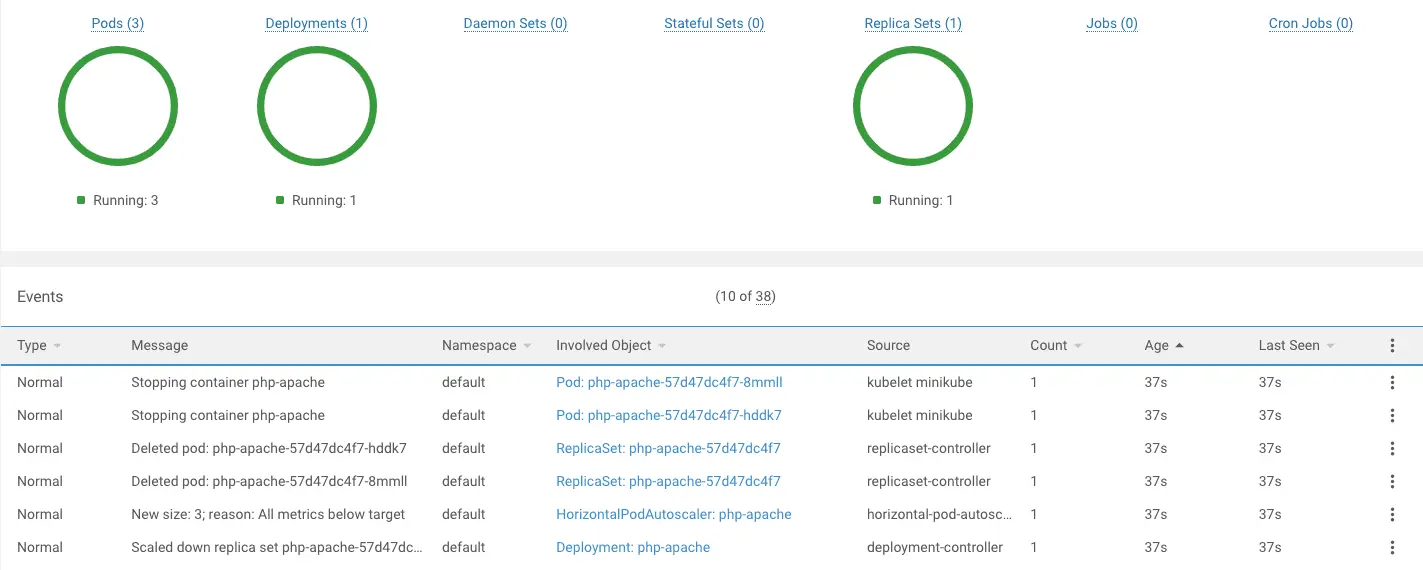 Pods (3) Deployments (1) Daemon Sets (0) Stateful Sets (0) Replica Sets (1) Jobs (0) Cron Jobs (0)
Running: 3 Running: 1 Running: 1
Events (10 of 38)
Type Message Namespace Involved Object Source Count Age Last Seen
Normal Stopping container php-apache default Pod: php-apache-57d47dc4f7-8mmll kubelet minikube 1 37s 37s
Normal Stopping container php-apache default Pod: php-apache-57d47dc4f7-hddk7 kubelet minikube 1 37s 37s
Normal Deleted pod: php-apache-57d47dc4f7-hddk7 default ReplicaSet: php-apache-57d47dc4f7 replicaset-controller 1 37s 37s
Normal Deleted pod: php-apache-57d47dc4f7-8mmll default ReplicaSet: php-apache-57d47dc4f7 replicaset-controller 1 37s 37s
Normal New size: 3; reason: All metrics below target default HorizontalPodAutoscaler: php-apache horizontal-pod-autosc... 1 37s 37s
Normal Scaled down replica set php-apache-57d47dc... default Deployment: php-apache deployment-controller 1 37s 37s